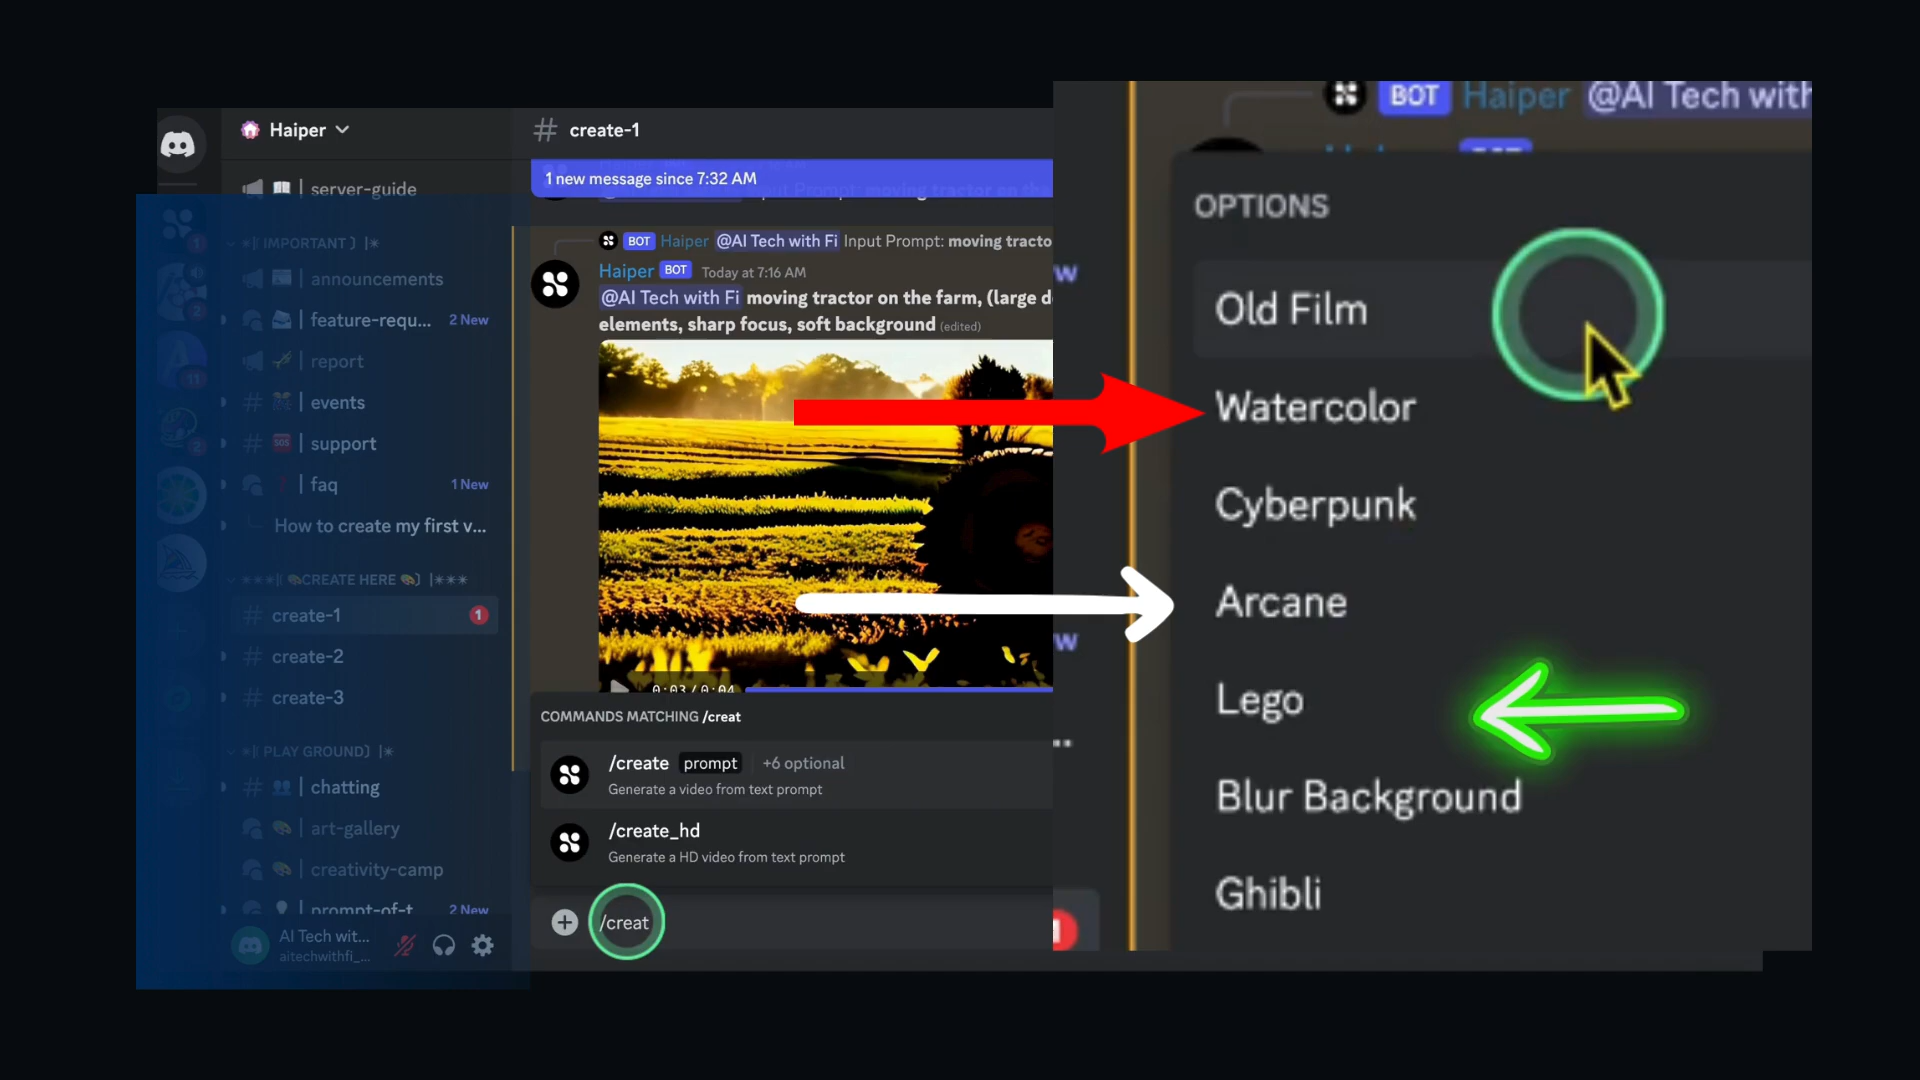 Haiper
server-guide
IMPORTANT
announcements
feature-requ... 2 New
report
events
support
faq 1 New
How to create my first v...
CREATE HERE
create-1 1
create-2
create-3
PLAY GROUND
chatting
art-gallery
creativity-camp
prompt-of-t 2 New
AI Tech wit...
aitechwithfi_...
# create-1
1 new message since 7:32 AM
BOT Haiper @AI Tech with Fi Input Prompt: moving tracto
Haiper BOT Today at 7:16 AM
@AI Tech with Fi moving tractor on the farm, (large d
elements, sharp focus, soft background (edited)
0:03/0:04
COMMANDS MATCHING /creat
/create prompt +6 optional
Generate a video from text prompt
/create_hd
Generate a HD video from text prompt
/creat
BOT Haiper @AI Tech with
OPTIONS
Old Film
Watercolor
Cyberpunk
Arcane
Lego
Blur Background
Ghibli